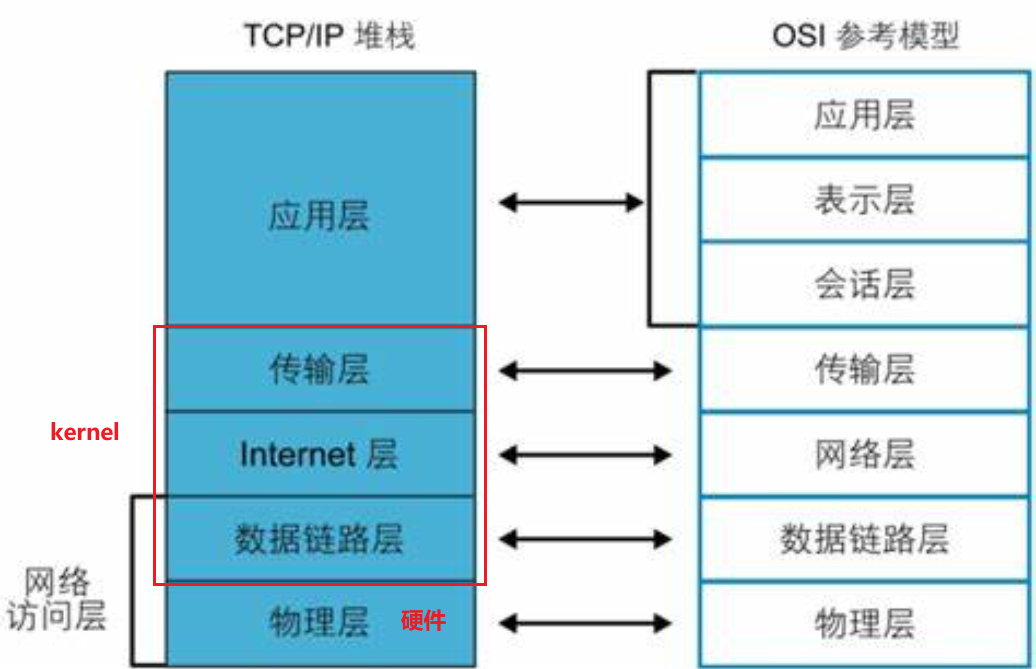 TCP/IP 堆栈
OSI 参考模型
应用层
应用层
表示层
会话层
传输层
传输层
kernel
Internet 层
网络层
数据链路层
数据链路层
网络
访问层
物理层
硬件
物理层